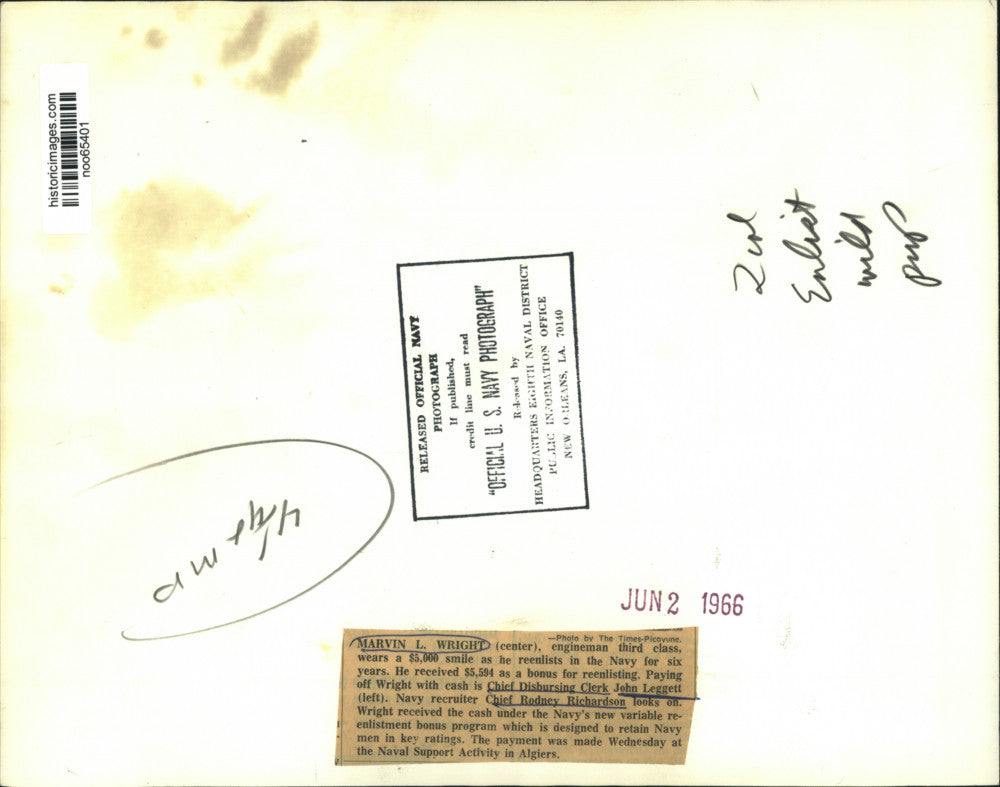 historicimages.com
noo65401
RELEASED OFFICIAL NAVY
PHOTOGRAPH
If published,
credit line must read
"OFFICIAL U. S. NAVY PHOTOGRAPH"
Released by
HEADQUARTERS EIGHTH NAVAL DISTRICT
PUBLIC INFORMATION OFFICE
NEW ORLEANS, LA. 70140
2 col
Enlist
JUN 2 1966
—Photo by The Times-Picayune.
MARVIN L. WRIGHT (center), engineman third class,
wears a $5,000 smile as he reenlists in the Navy for six
years. He received $5,594 as a bonus for reenlisting. Paying
off Wright with cash is Chief Disbursing Clerk John Leggett
(left). Navy recruiter Chief Rodney Richardson looks on.
Wright received the cash under the Navy's new variable re-
enlistment bonus program which is designed to retain Navy
men in key ratings. The payment was made Wednesday at
the Naval Support Activity in Algiers.